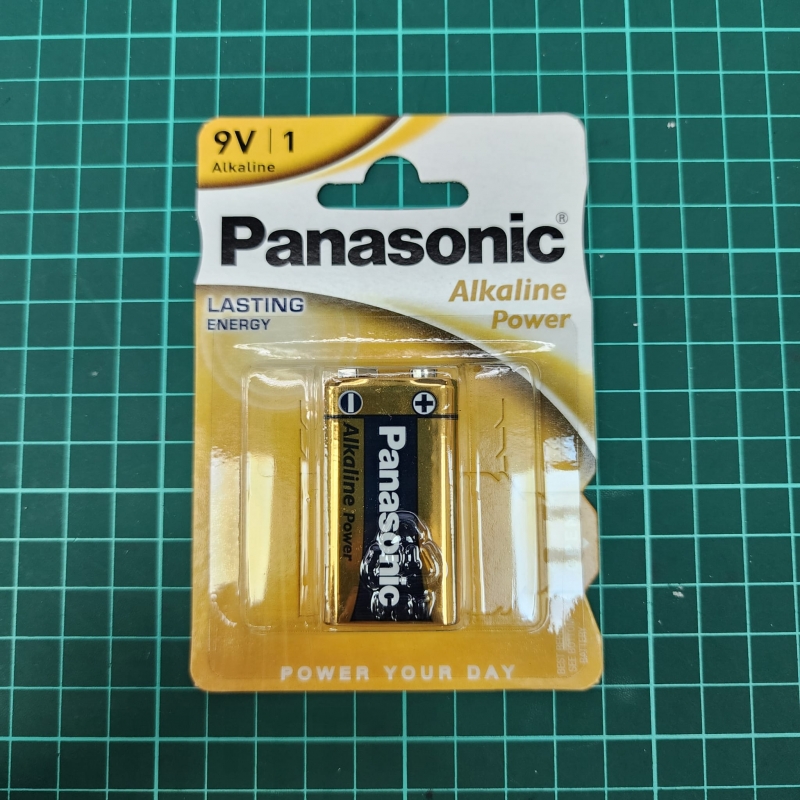 9V | 1
Alkaline
Panasonic®
Alkaline
Power
LASTING
ENERGY
Panasonic
Alkaline Power
POWER YOUR DAY